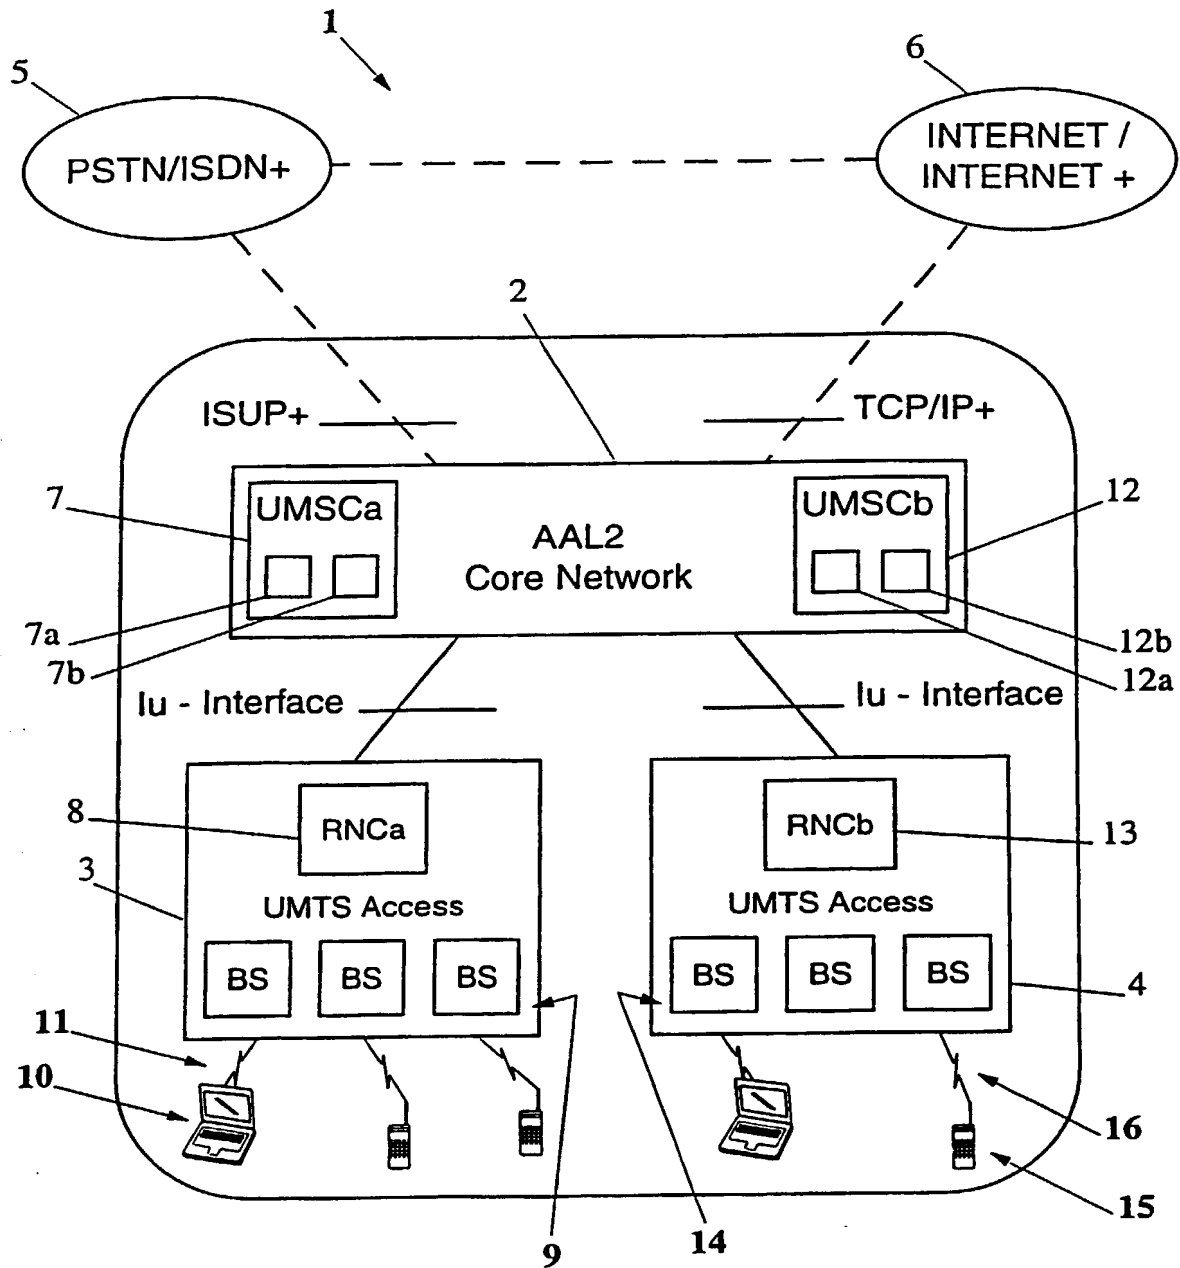 1
5
6
PSTN/ISDN+
INTERNET /
INTERNET +
2
ISUP+
TCP/IP+
7
UMSCa
UMSCb
12
AAL2
Core Network
7a
7b
12b
12a
Iu - Interface
Iu - Interface
8
RNCa
RNCb
13
3
UMTS Access
UMTS Access
BS
BS
BS
BS
BS
BS
4
11
10
16
15
9
14